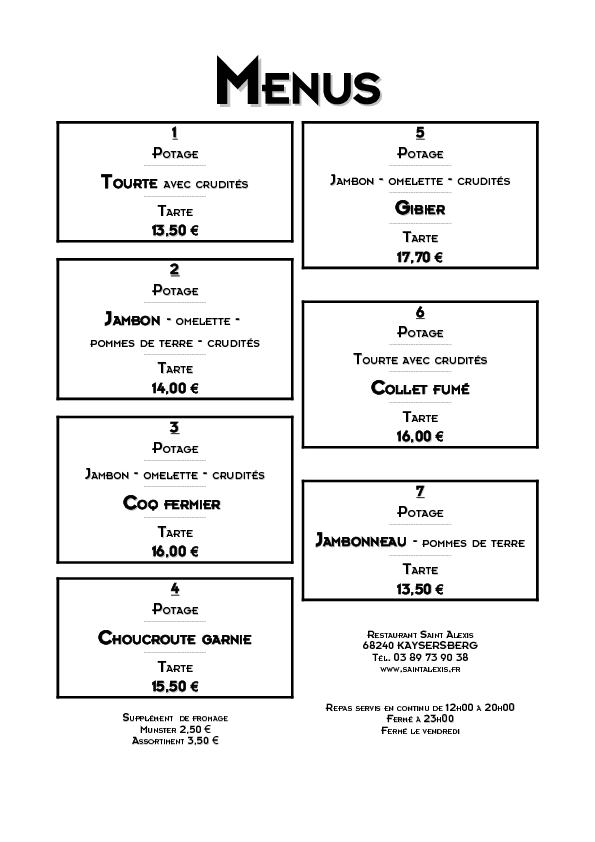 Menus
1
Potage
Tourte avec crudités
Tarte
13,50 €
2
Potage
Jambon - omelette -
pommes de terre - crudités
Tarte
14,00 €
3
Potage
Jambon - omelette - crudités
Coq fermier
Tarte
16,00 €
4
Potage
Choucroute garnie
Tarte
15,50 €
Supplément de fromage
Munster 2,50 €
Assortiment 3,50 €
5
Potage
Jambon - omelette - crudités
Gibier
Tarte
17,70 €
6
Potage
Tourte avec crudités
Collet fumé
Tarte
16,00 €
7
Potage
Jambonneau - pommes de terre
Tarte
13,50 €
Restaurant Saint Alexis
68240 KAYSERSBERG
Tél. 03 89 73 90 38
www.saintalexis.fr
Repas servis en continu de 12h00 à 20h00
Fermé à 23h00
Fermé le vendredi